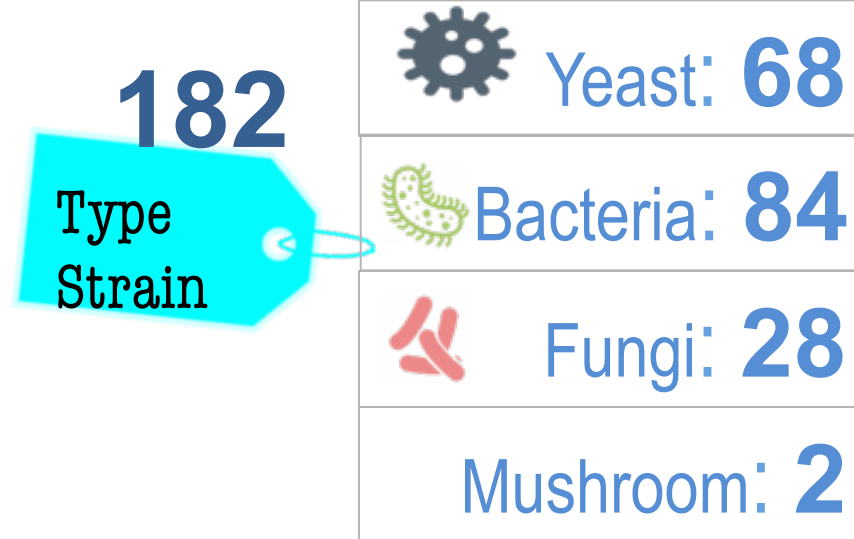 182
Type
Strain
Yeast: 68
Bacteria: 84
Fungi: 28
Mushroom: 2